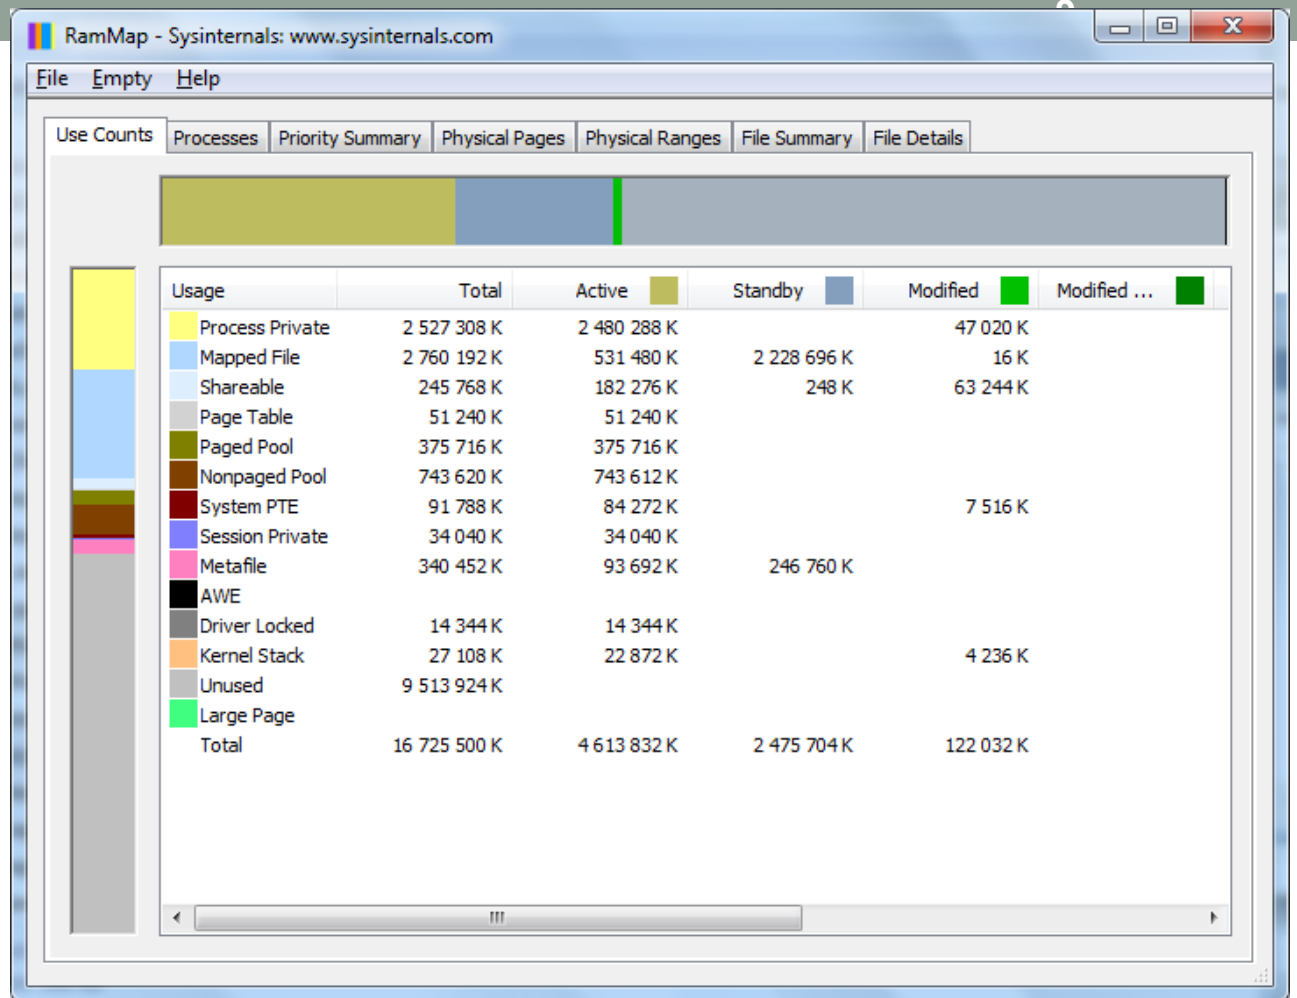 RamMap - Sysinternals: www.sysinternals.com
File Empty Help
Use Counts Processes Priority Summary Physical Pages Physical Ranges File Summary File Details
Usage Total Active Standby Modified Modified ...
Process Private 2 527 308 K 2 480 288 K 47 020 K
Mapped File 2 760 192 K 531 480 K 2 228 696 K 16 K
Shareable 245 768 K 182 276 K 248 K 63 244 K
Page Table 51 240 K 51 240 K
Paged Pool 375 716 K 375 716 K
Nonpaged Pool 743 620 K 743 612 K
System PTE 91 788 K 84 272 K 7 516 K
Session Private 34 040 K 34 040 K
Metafile 340 452 K 93 692 K 246 760 K
AWE
Driver Locked 14 344 K 14 344 K
Kernel Stack 27 108 K 22 872 K 4 236 K
Unused 9 513 924 K
Large Page
Total 16 725 500 K 4 613 832 K 2 475 704 K 122 032 K